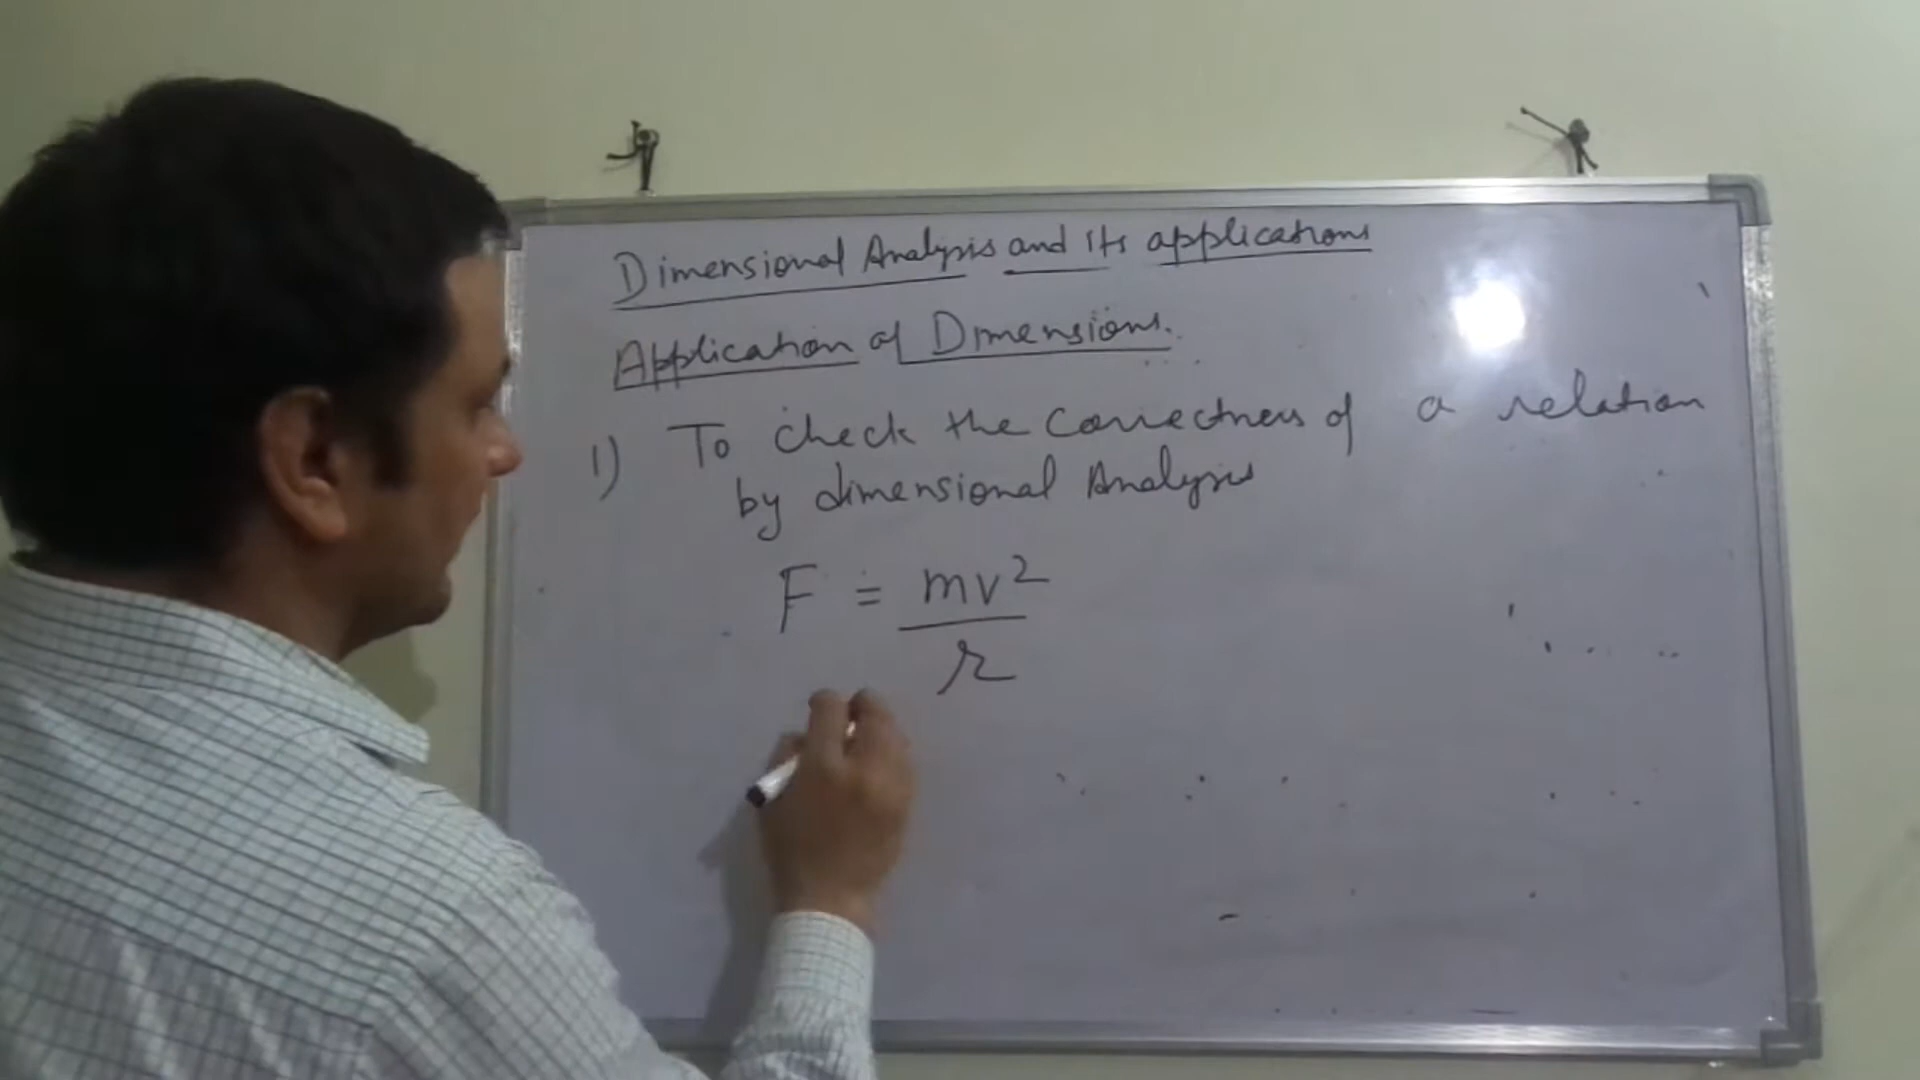 Dimensional Analysis and its applications
Application of Dimensions.
1) To check the correctness of a relation
by dimensional Analysis
F = mv²
r